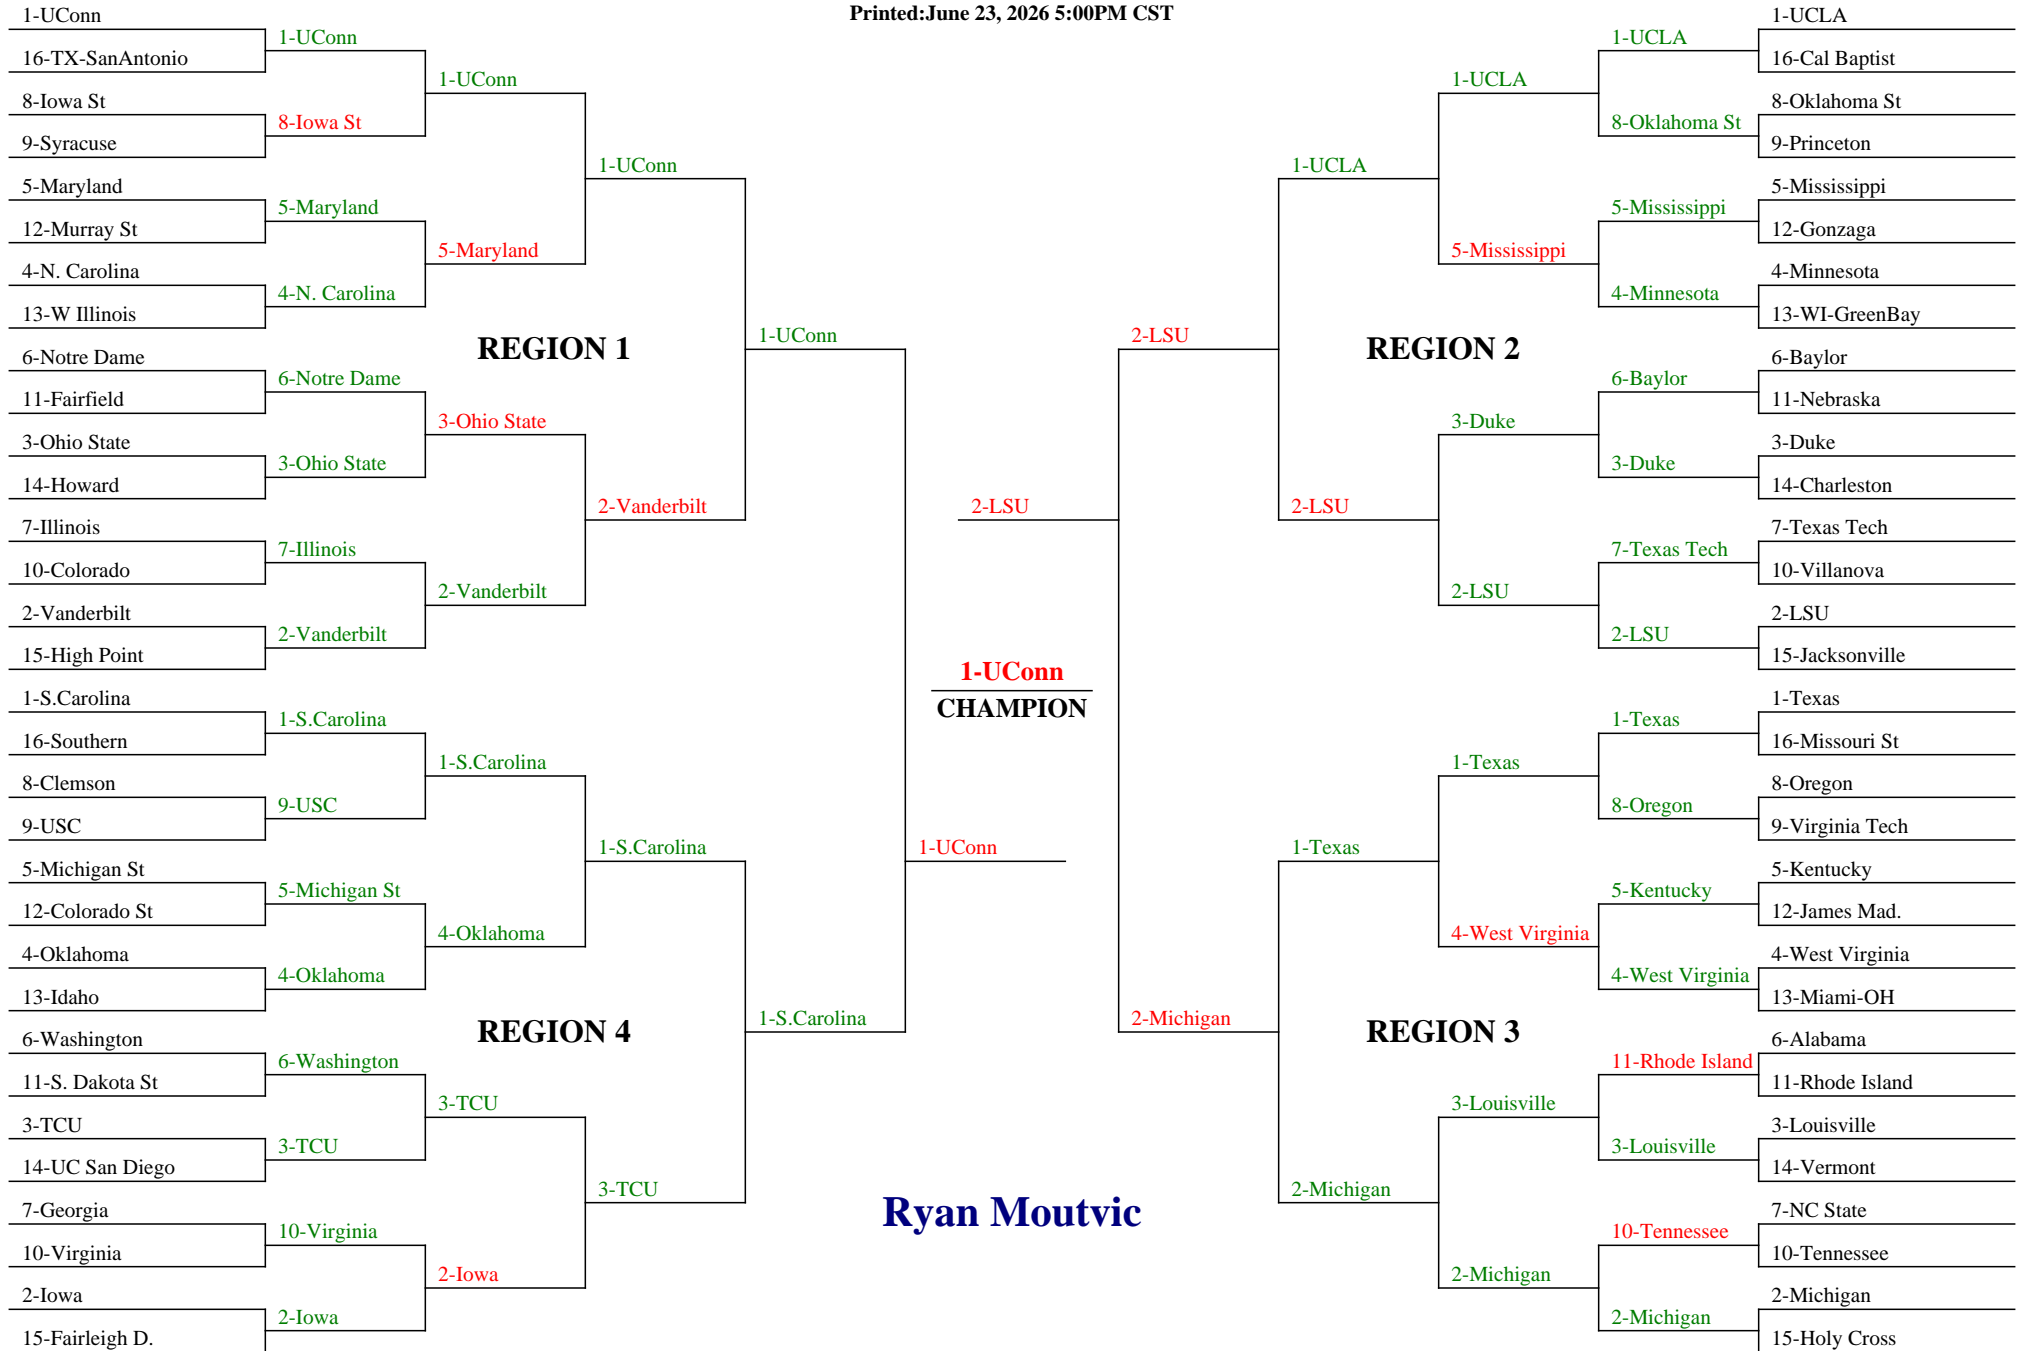 Printed:June 23, 2026 5:00PM CST
1-UConn
16-TX-SanAntonio
8-Iowa St
9-Syracuse
5-Maryland
12-Murray St
4-N. Carolina
13-W Illinois
6-Notre Dame
11-Fairfield
3-Ohio State
14-Howard
7-Illinois
10-Colorado
2-Vanderbilt
15-High Point
1-S.Carolina
16-Southern
8-Clemson
9-USC
5-Michigan St
12-Colorado St
4-Oklahoma
13-Idaho
6-Washington
11-S. Dakota St
3-TCU
14-UC San Diego
7-Georgia
10-Virginia
2-Iowa
15-Fairleigh D.
1-UConn
8-Iowa St
5-Maryland
4-N. Carolina
6-Notre Dame
3-Ohio State
7-Illinois
2-Vanderbilt
1-S.Carolina
9-USC
5-Michigan St
4-Oklahoma
6-Washington
3-TCU
10-Virginia
2-Iowa
1-UConn
5-Maryland
3-Ohio State
2-Vanderbilt
1-S.Carolina
4-Oklahoma
3-TCU
2-Iowa
REGION 1
REGION 4
1-UConn
2-Vanderbilt
1-S.Carolina
3-TCU
1-UConn
1-S.Carolina
1-UConn
2-LSU
1-UConn
CHAMPION
Ryan Moutvic
2-LSU
2-Michigan
1-UCLA
2-LSU
1-Texas
2-Michigan
REGION 2
REGION 3
1-UCLA
5-Mississippi
3-Duke
2-LSU
1-Texas
4-West Virginia
3-Louisville
2-Michigan
1-UCLA
8-Oklahoma St
5-Mississippi
4-Minnesota
6-Baylor
3-Duke
7-Texas Tech
2-LSU
1-Texas
8-Oregon
5-Kentucky
4-West Virginia
11-Rhode Island
3-Louisville
10-Tennessee
2-Michigan
1-UCLA
16-Cal Baptist
8-Oklahoma St
9-Princeton
5-Mississippi
12-Gonzaga
4-Minnesota
13-WI-GreenBay
6-Baylor
11-Nebraska
3-Duke
14-Charleston
7-Texas Tech
10-Villanova
2-LSU
15-Jacksonville
1-Texas
16-Missouri St
8-Oregon
9-Virginia Tech
5-Kentucky
12-James Mad.
4-West Virginia
13-Miami-OH
6-Alabama
11-Rhode Island
3-Louisville
14-Vermont
7-NC State
10-Tennessee
2-Michigan
15-Holy Cross